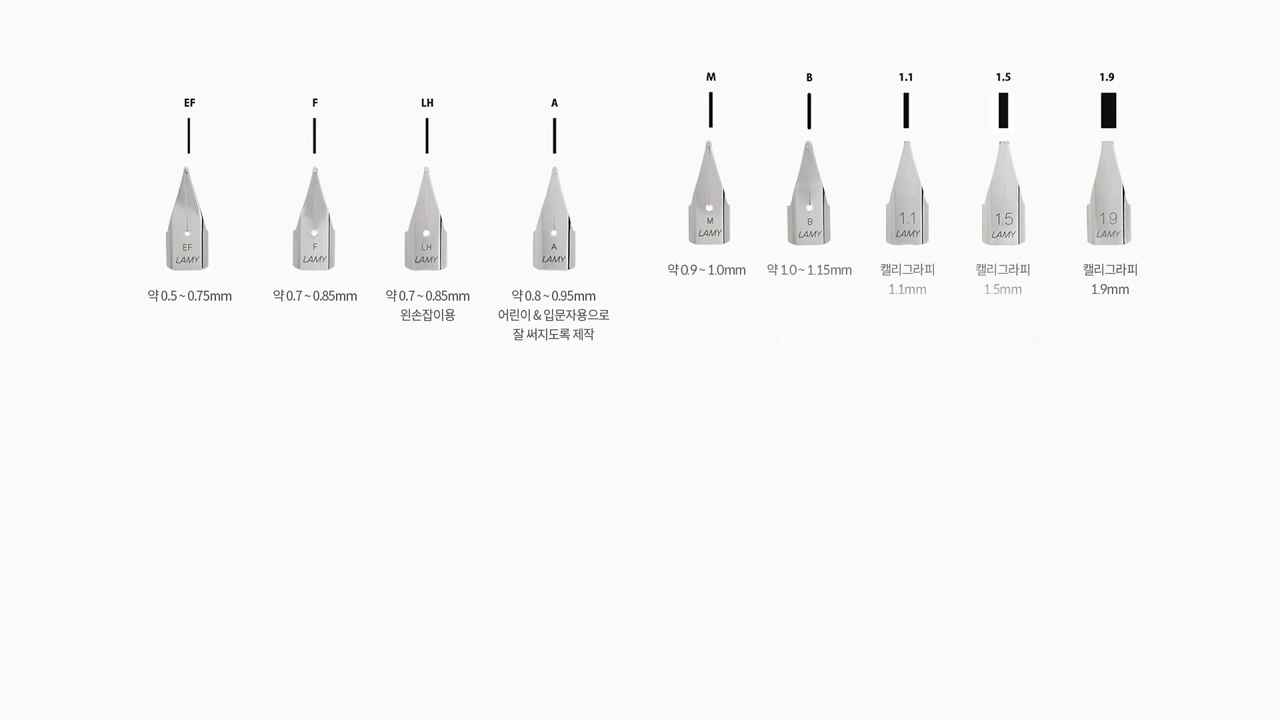 EF
F
LH
A
M
B
1.1
1.5
1.9
EF
LAMY
F
LAMY
LH
LAMY
A
LAMY
M
LAMY
B
LAMY
1.1
LAMY
1.5
LAMY
1.9
LAMY
약 0.5 ~ 0.75mm
약 0.7 ~ 0.85mm
약 0.7 ~ 0.85mm
왼손잡이용
약 0.8 ~ 0.95mm
어린이 & 입문자용으로
잘 써지도록 제작
약 0.9 ~ 1.0mm
약 1.0 ~ 1.15mm
캘리그라피
1.1mm
캘리그라피
1.5mm
캘리그라피
1.9mm